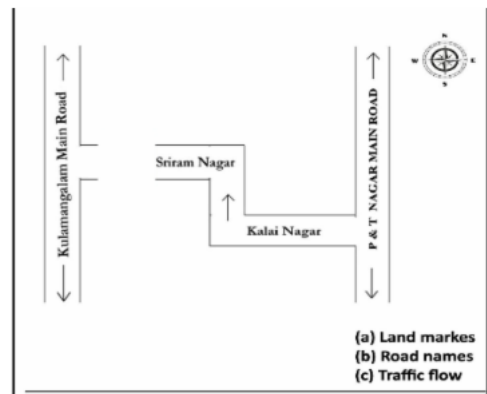 N
W E
S
Kulamangalam Main Road
Sriram Nagar
Kalai Nagar
P & T NAGAR MAIN ROAD
(a) Land markes
(b) Road names
(c) Traffic flow